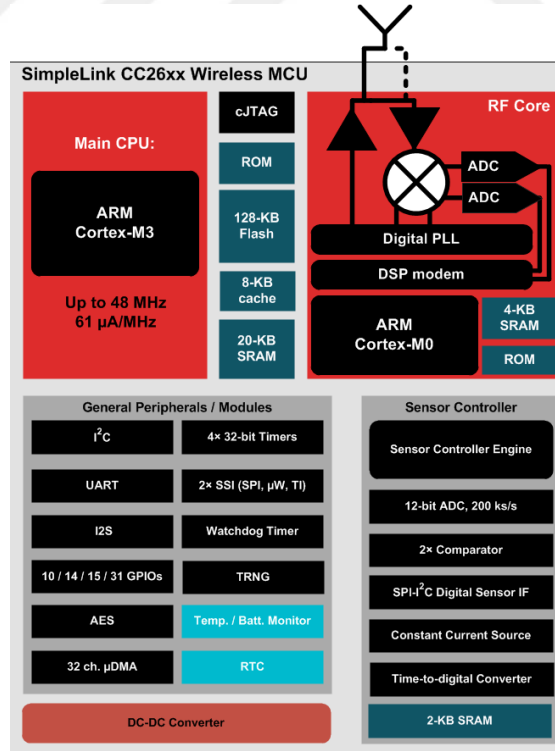 SimpleLink CC26xx Wireless MCU
Main CPU:
ARM
Cortex-M3
Up to 48 MHz
61 µA/MHz
cJTAG
ROM
128-KB
Flash
8-KB
cache
20-KB
SRAM
RF Core
ADC
ADC
Digital PLL
DSP modem
ARM
Cortex-M0
4-KB
SRAM
ROM
General Peripherals / Modules
I²C
4× 32-bit Timers
UART
2× SSI (SPI, µW, TI)
I2S
Watchdog Timer
10 / 14 / 15 / 31 GPIOs
TRNG
AES
Temp. / Batt. Monitor
32 ch. µDMA
RTC
Sensor Controller
Sensor Controller Engine
12-bit ADC, 200 ks/s
2× Comparator
SPI-I²C Digital Sensor IF
Constant Current Source
Time-to-digital Converter
2-KB SRAM
DC-DC Converter